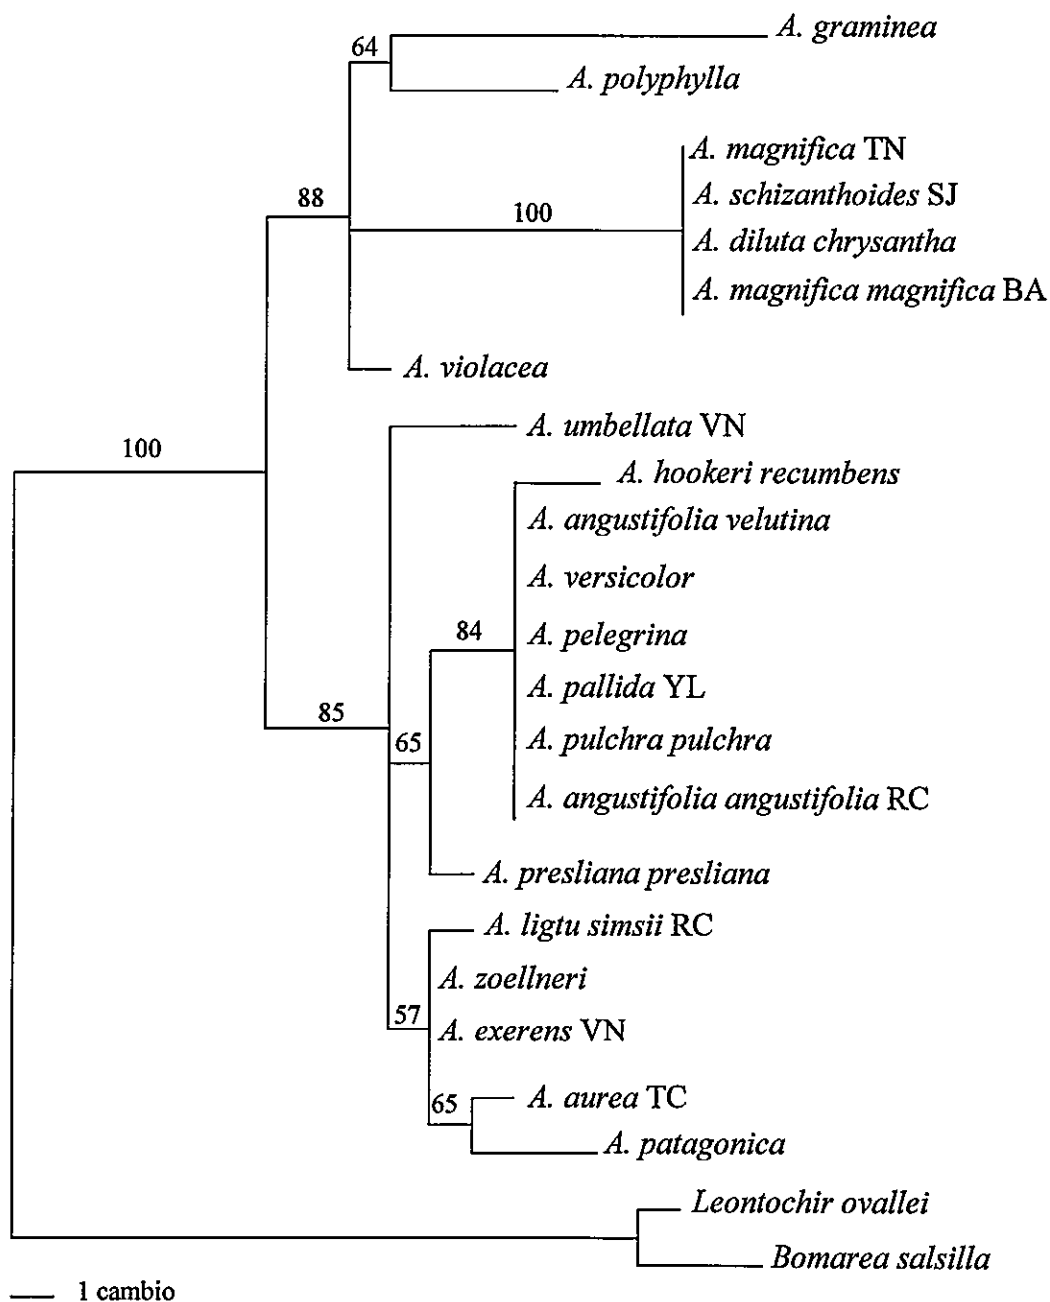 A. graminea
64
A. polyphylla
A. magnifica TN
88
A. schizanthoides SJ
100
A. diluta chrysantha
A. magnifica magnifica BA
A. violacea
A. umbellata VN
100
A. hookeri recumbens
A. angustifolia velutina
A. versicolor
84
A. pelegrina
A. pallida YL
85
65
A. pulchra pulchra
A. angustifolia angustifolia RC
A. presliana presliana
A. ligtu simsii RC
A. zoellneri
57
A. exerens VN
65
A. aurea TC
A. patagonica
Leontochir ovallei
Bomarea salsilla
1 cambio